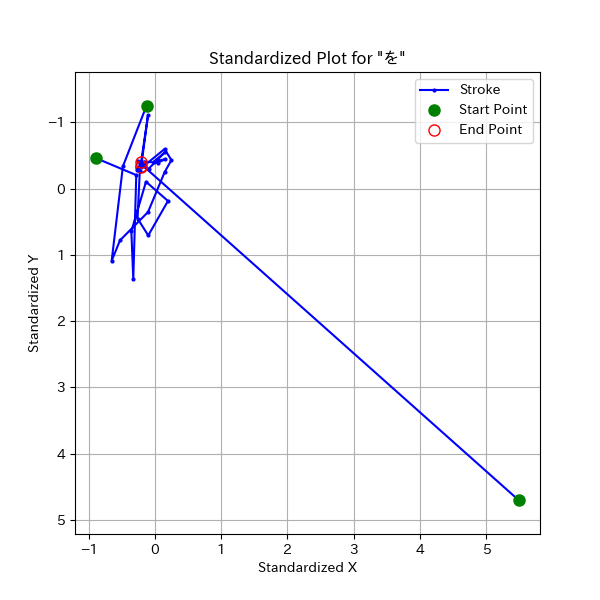 Standardized Plot for "を"
Stroke
Start Point
End Point
−1
0
1
2
3
4
5
Standardized Y
−1 0 1 2 3 4 5
Standardized X